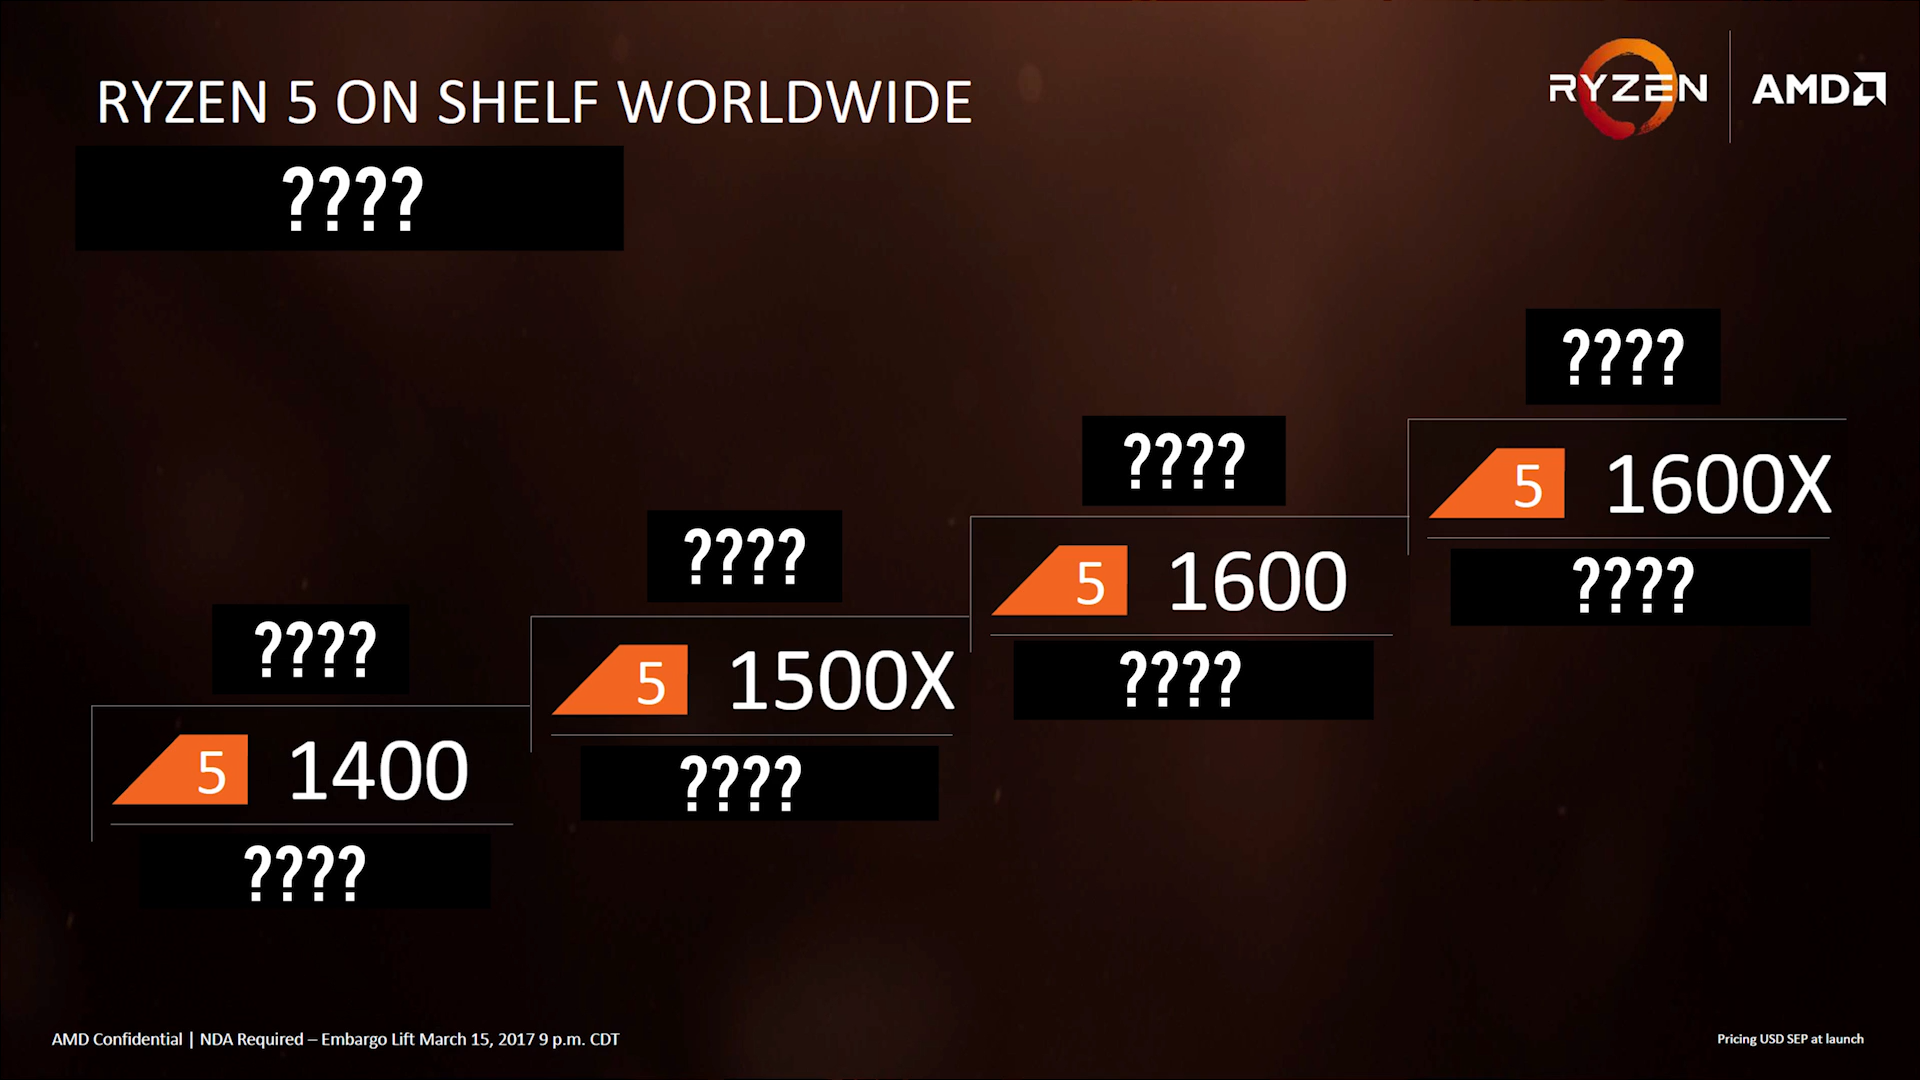 RYZEN 5 ON SHELF WORLDWIDE
RYZEN
AMD
????
????
5 1600X
????
????
5 1600
????
????
5 1500X
????
????
5 1400
????
AMD Confidential | NDA Required – Embargo Lift March 15, 2017 9 p.m. CDT
Pricing USD SEP at launch